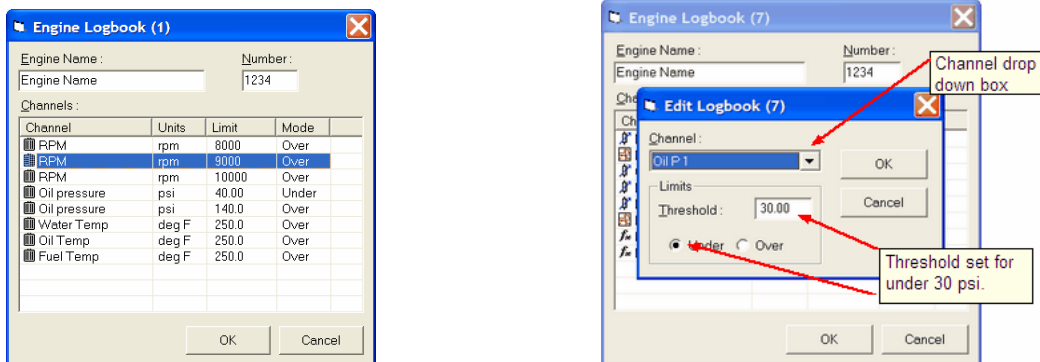 Engine Logbook (1)
Engine Name :
Number :
Engine Name
1234
Channels :
Channel Units Limit Mode
RPM rpm 8000 Over
RPM rpm 9000 Over
RPM rpm 10000 Over
Oil pressure psi 40.00 Under
Oil pressure psi 140.0 Over
Water Temp deg F 250.0 Over
Oil Temp deg F 250.0 Over
Fuel Temp deg F 250.0 Over
OK
Cancel
Engine Logbook (7)
Engine Name :
Number :
Engine Name
1234
Channel drop
down box
Edit Logbook (7)
Channel :
Oil P 1
OK
Limits
Threshold :
30.00
Cancel
Under
Over
Threshold set for
under 30 psi.
OK
Cancel